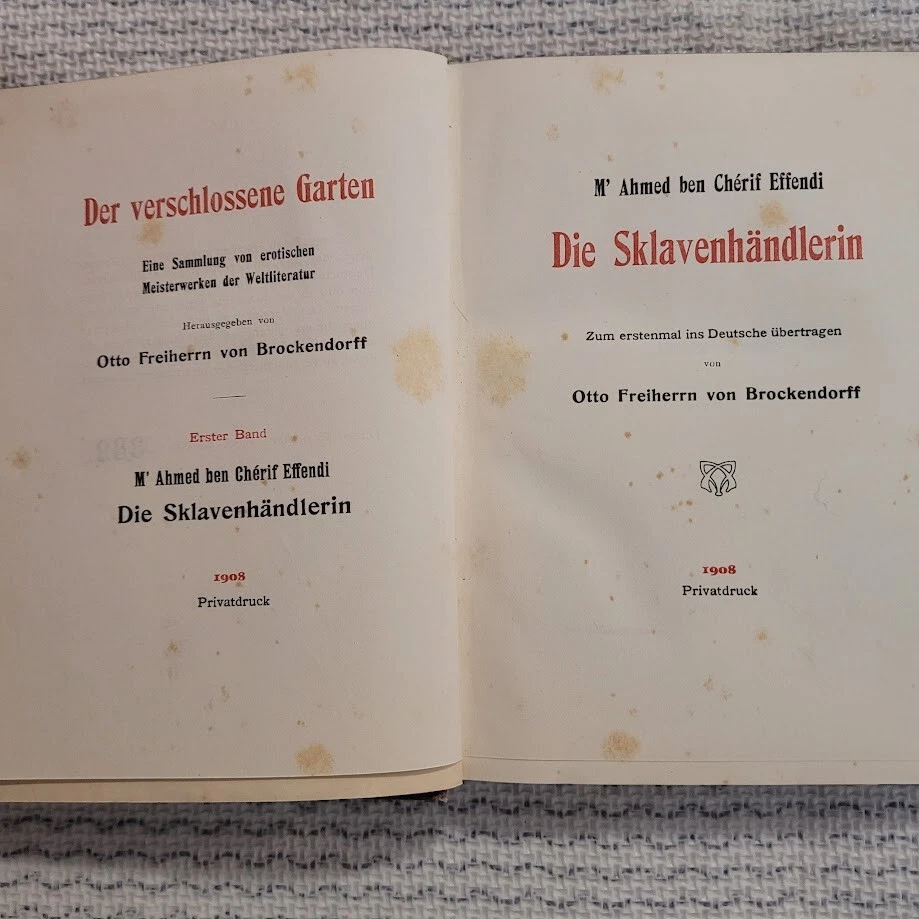 Der verschlossene Garten
Eine Sammlung von erotischen
Meisterwerken der Weltliteratur
Herausgegeben von
Otto Freiherrn von Brockendorff
Erster Band
M' Ahmed ben Chérif Effendi
Die Sklavenhändlerin
1908
Privatdruck
M' Ahmed ben Chérif Effendi
Die Sklavenhändlerin
Zum erstenmal ins Deutsche übertragen
von
Otto Freiherrn von Brockendorff
1908
Privatdruck